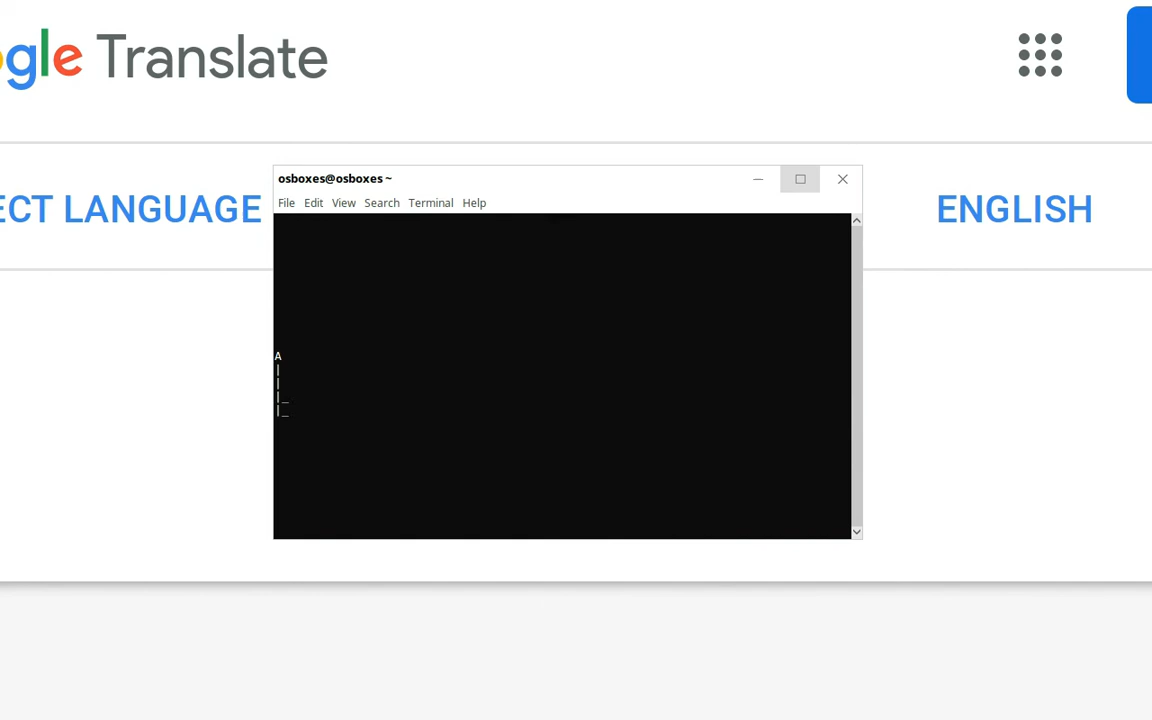 gle Translate
ECT LANGUAGE
ENGLISH
osboxes@osboxes ~
File Edit View Search Terminal Help
A
|
|
|_
|_